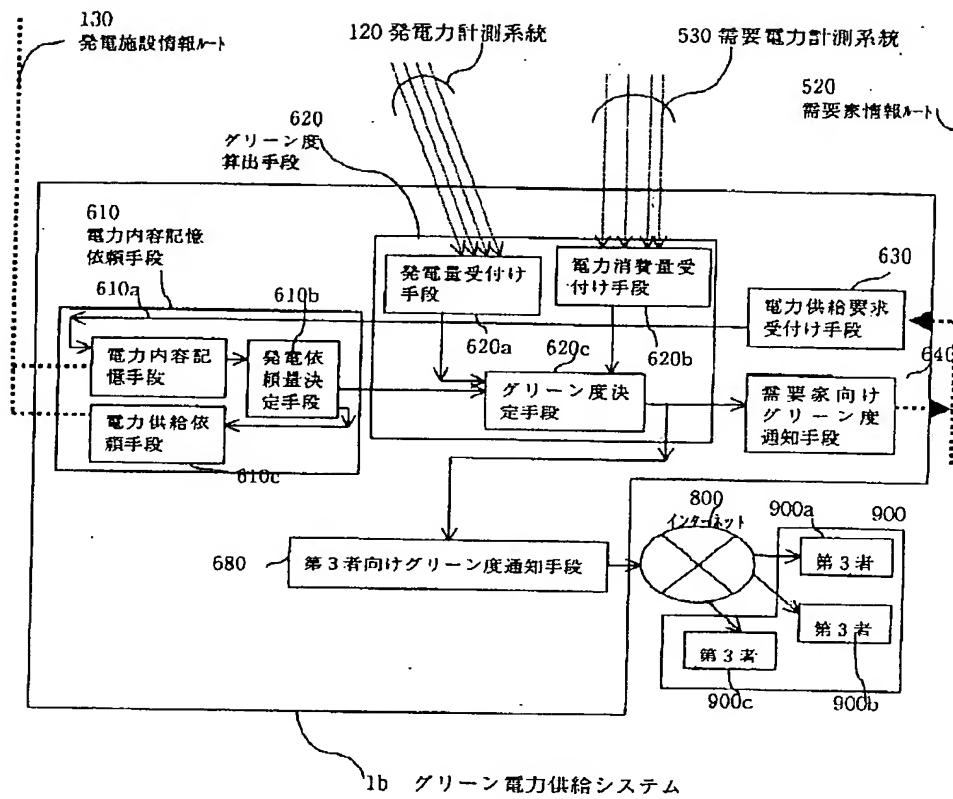 130
発電施設情報ルート
120 発電力計測系統
530 需要電力計測系統
520
需要家情報ルート
620
グリーン度
算出手段
610
電力内容記憶
依頼手段
610a
610b
発電量受付け
手段
電力消費量受
付け手段
630
電力供給要求
受付け手段
620a
620c
620b
640
電力内容記
憶手段
発電依
頼量決
定手段
グリーン度決
定手段
需要家向け
グリーン度
通知手段
電力供給依
頼手段
610c
680
第3者向けグリーン度通知手段
800
インターネット
900a
900
第3者
第3者
第3者
900c
900b
1b グリーン電力供給システム